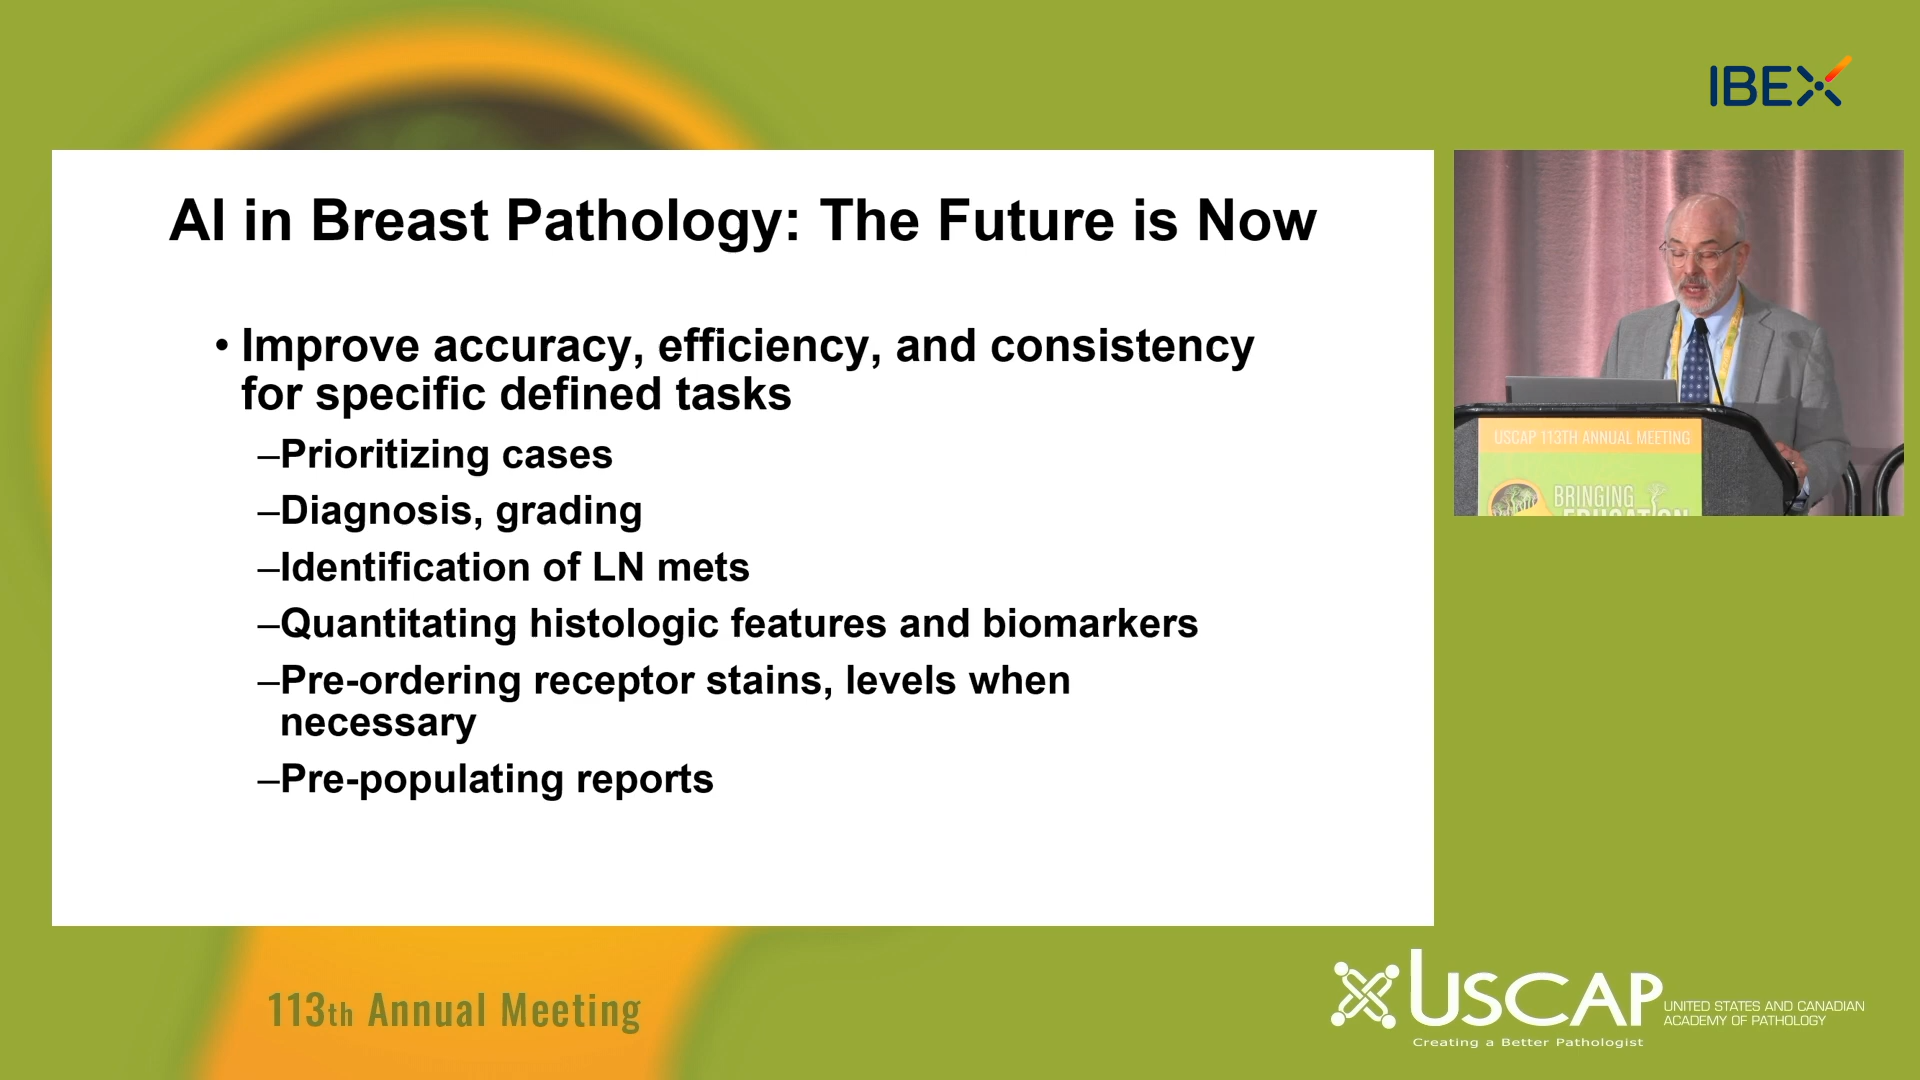 IBEX
AI in Breast Pathology: The Future is Now
• Improve accuracy, efficiency, and consistency
for specific defined tasks
–Prioritizing cases
–Diagnosis, grading
–Identification of LN mets
–Quantitating histologic features and biomarkers
–Pre-ordering receptor stains, levels when
necessary
–Pre-populating reports
USCAP 113TH ANNUAL MEETING
BRINGING
EDUCATION
113th Annual Meeting
USCAP
UNITED STATES AND CANADIAN
ACADEMY OF PATHOLOGY
Creating a Better Pathologist